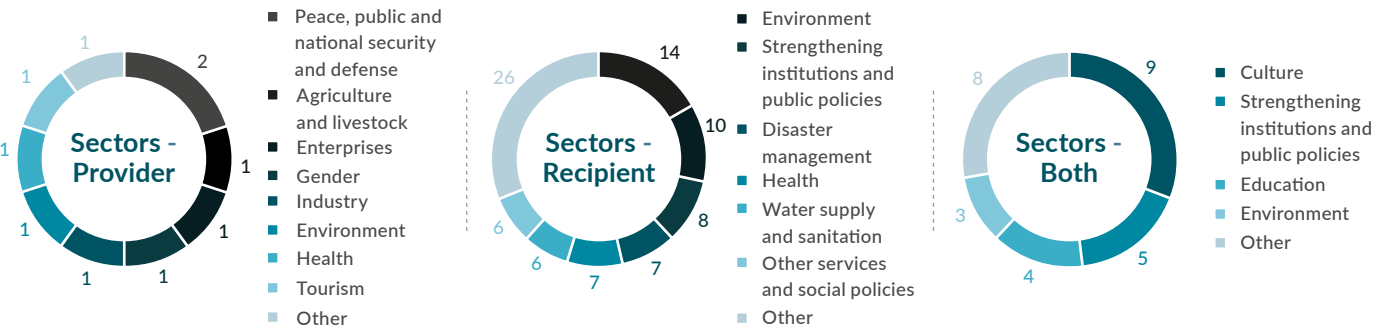 1
2
1
1
1
1
1
1
1
Sectors -
Provider
Peace, public and
national security
and defense
Agriculture
and livestock
Enterprises
Gender
Industry
Environment
Health
Tourism
Other
26
14
10
8
7
7
6
6
Sectors -
Recipient
Environment
Strengthening
institutions and
public policies
Disaster
management
Health
Water supply
and sanitation
Other services
and social policies
Other
8
9
5
4
3
Sectors -
Both
Culture
Strengthening
institutions and
public policies
Education
Environment
Other